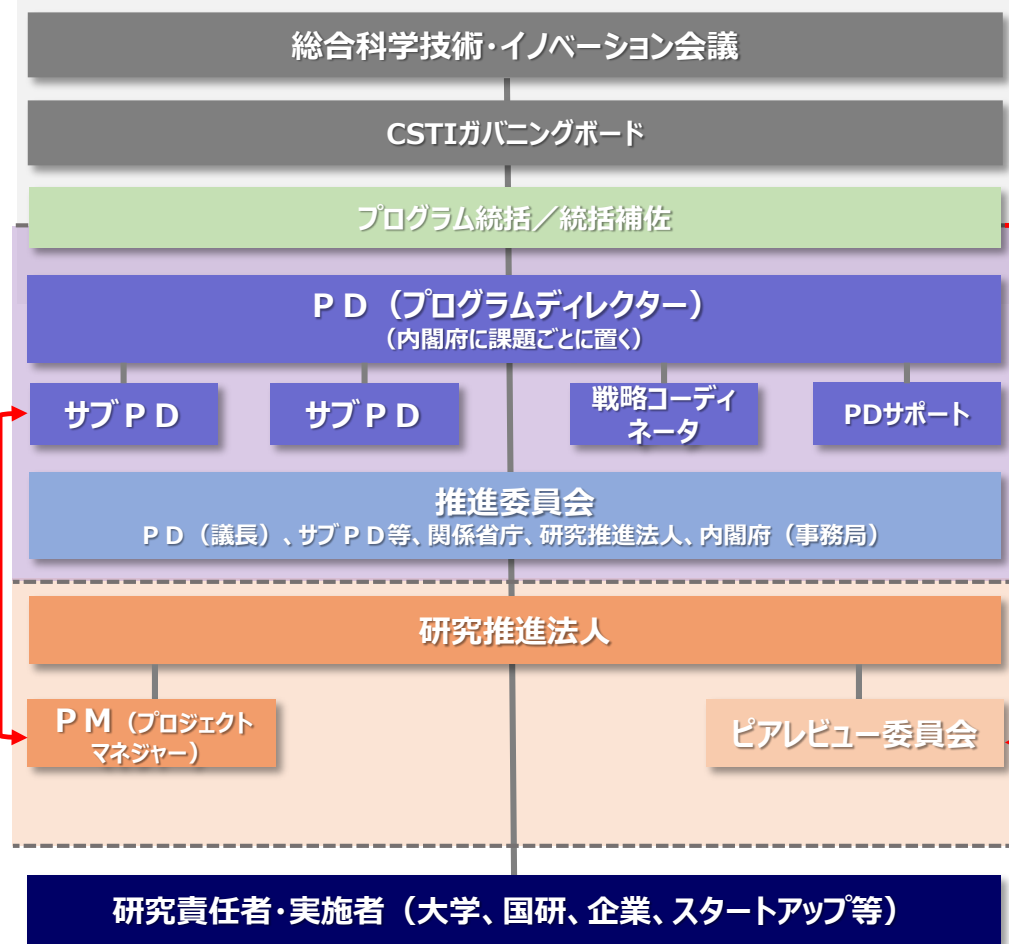 総合科学技術・イノベーション会議
CSTIガバニングボード
プログラム統括／統括補佐
ＰＤ（プログラムディレクター）
（内閣府に課題ごとに置く）
サブＰＤ
サブＰＤ
戦略コーディ
ネータ
PDサポート
推進委員会
ＰＤ（議長）、サブＰＤ等、関係省庁、研究推進法人、内閣府（事務局）
研究推進法人
ＰＭ（プロジェクト
マネジャー）
ピアレビュー委員会
研究責任者・実施者（大学、国研、企業、スタートアップ等）